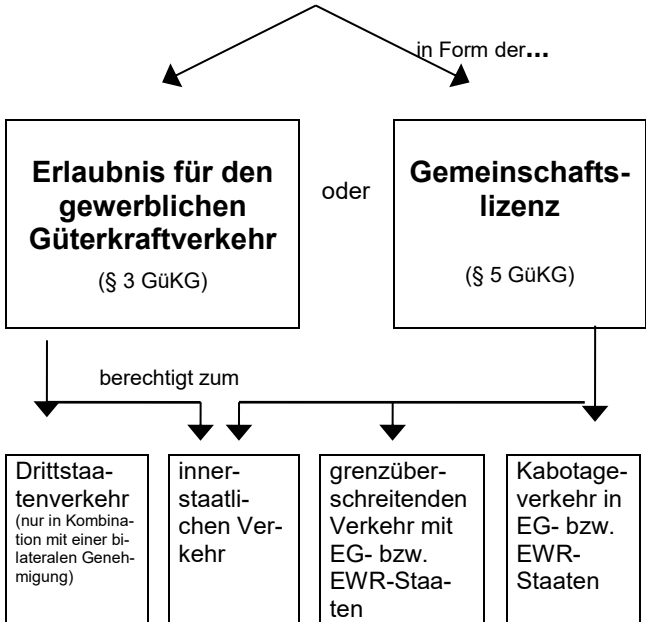 in Form der...
Erlaubnis für den
gewerblichen
Güterkraftverkehr
(§ 3 GüKG)
oder
Gemeinschafts-
lizenz
(§ 5 GüKG)
berechtigt zum
Drittstaa-
tenverkehr
(nur in Kombina-
tion mit einer bi-
lateralen Geneh-
migung)
inner-
staatli-
chen Ver-
kehr
grenzüber-
schreitenden
Verkehr mit
EG- bzw.
EWR-Staa-
ten
Kabotage-
verkehr in
EG- bzw.
EWR-
Staaten